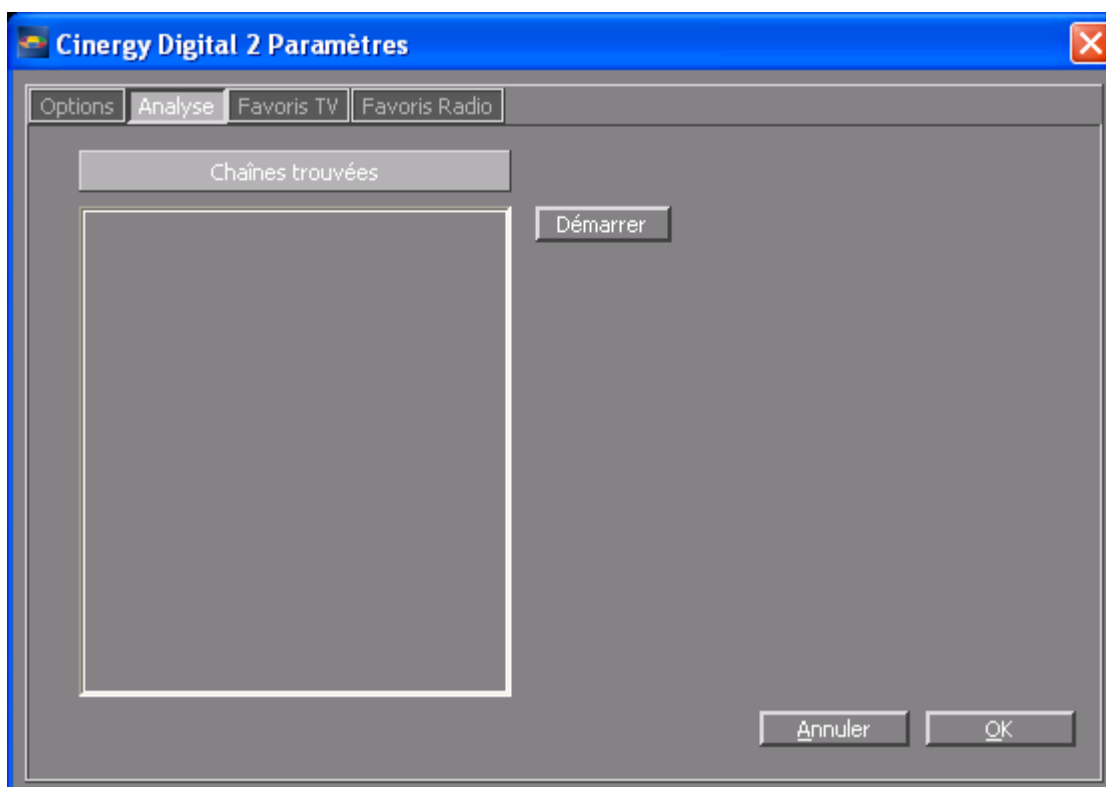 Cinergy Digital 2 Paramètres
Options Analyse Favoris TV Favoris Radio
Chaînes trouvées
Démarrer
Annuler OK